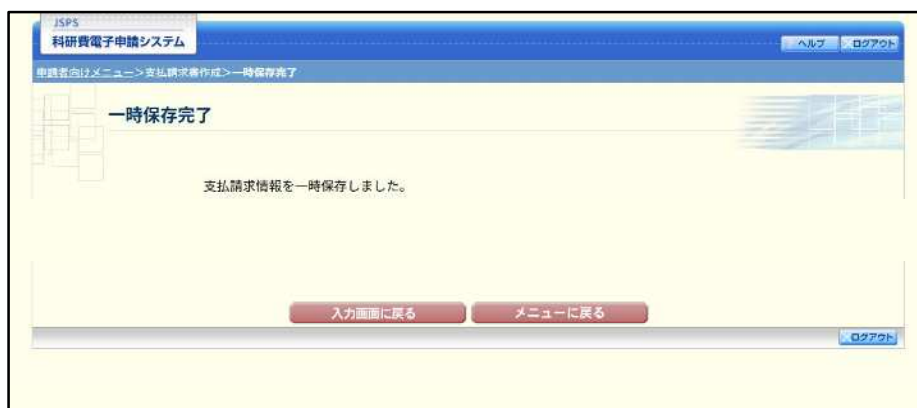 JSPS
科研費電子申請システム
ヘルプ ログアウト
申請者向けメニュー>支払請求書作成>一時保存完了
一時保存完了
支払請求情報を一時保存しました。
入力画面に戻る メニューに戻る
ログアウト